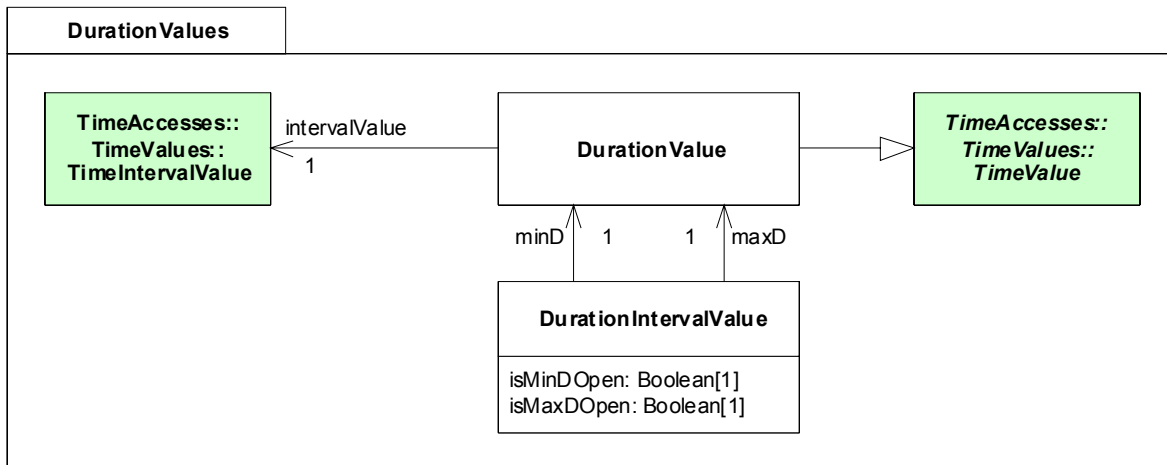 DurationValues
TimeAccesses::
TimeValues::
TimeIntervalValue
intervalValue
1
DurationValue
TimeAccesses::
TimeValues::
TimeValue
minD
1
1
maxD
DurationIntervalValue
isMinDOpen: Boolean[1]
isMaxDOpen: Boolean[1]